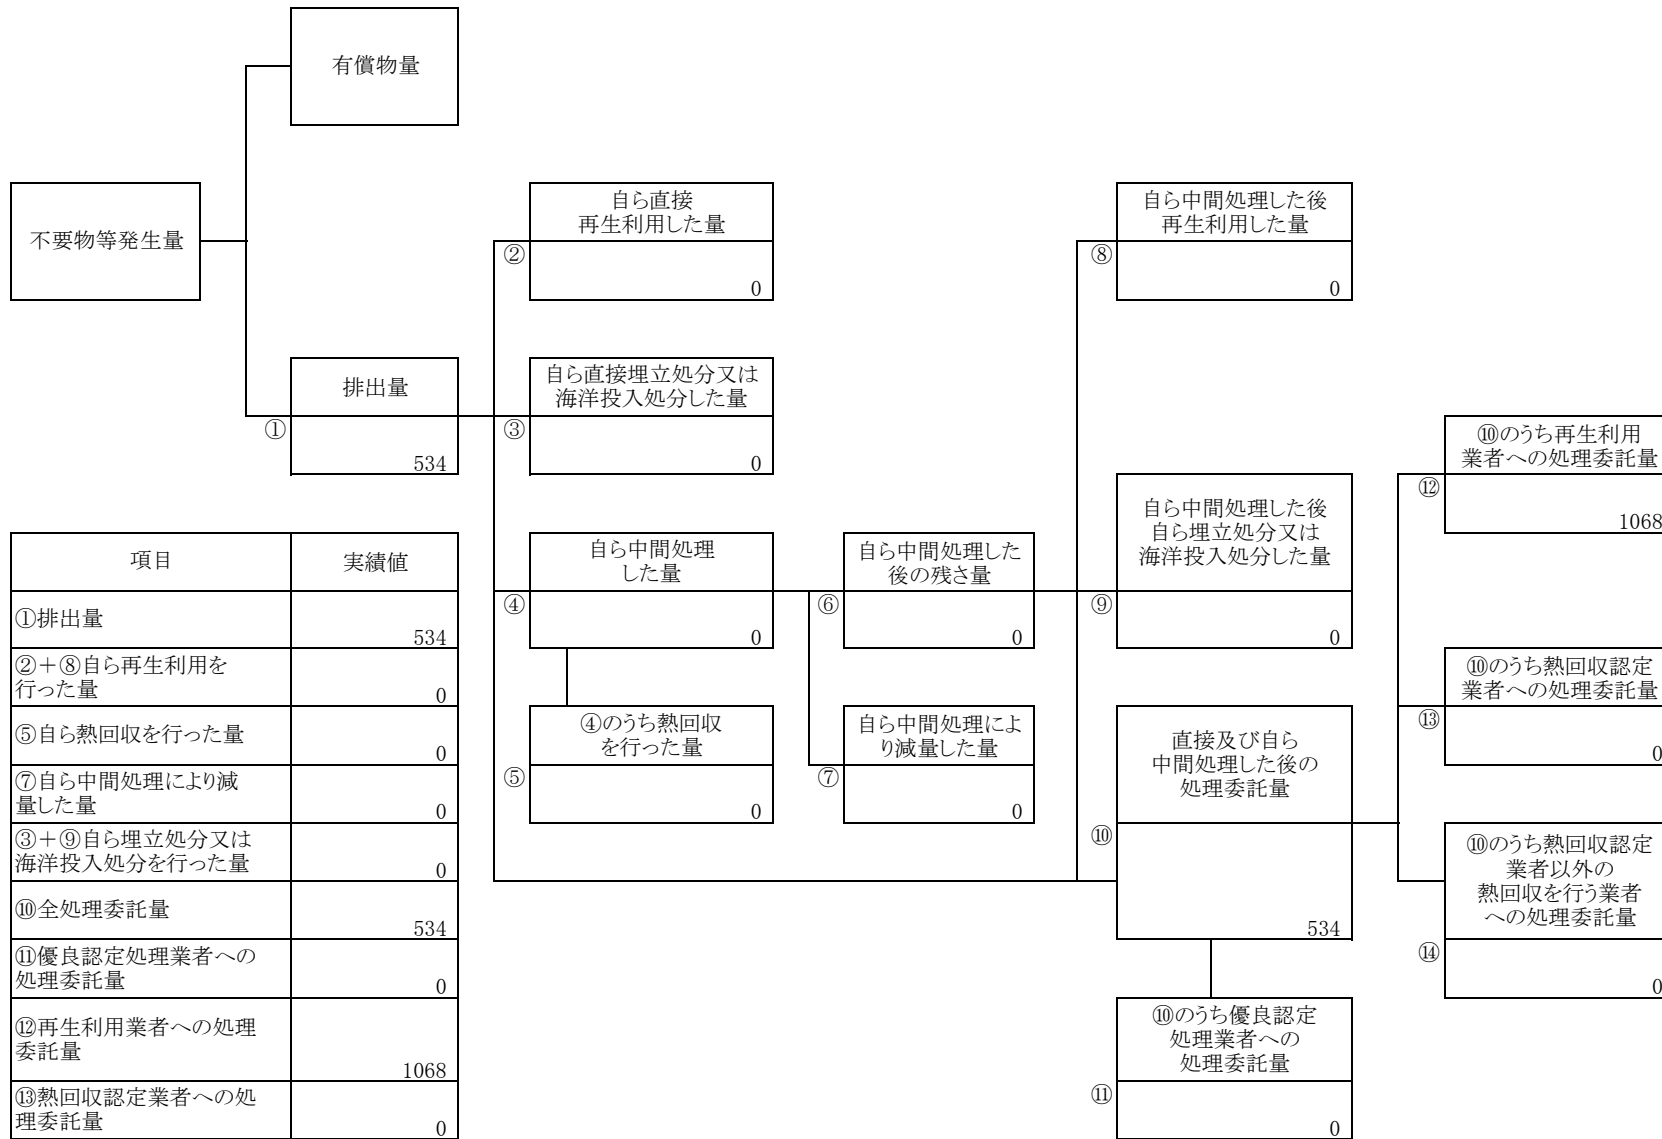 有償物量
不要物等発生量
自ら直接
再生利用した量
②
0
自ら中間処理した後
再生利用した量
⑧
0
排出量
①
534
自ら直接埋立処分又は
海洋投入処分した量
③
0
⑩のうち再生利用
業者への処理委託量
⑫
1068
自ら中間処理した後
自ら埋立処分又は
海洋投入処分した量
⑨
0
自ら中間処理
した量
④
0
自ら中間処理した
後の残さ量
⑥
0
⑩のうち熱回収認定
業者への処理委託量
⑬
0
④のうち熱回収
を行った量
⑤
0
自ら中間処理によ
り減量した量
⑦
0
直接及び自ら
中間処理した後の
処理委託量
⑩
534
⑩のうち熱回収認定
業者以外の
熱回収を行う業者
への処理委託量
⑭
0
⑩のうち優良認定
処理業者への
処理委託量
⑪
0
項目 実績値
①排出量
534
②＋⑧自ら再生利用を
行った量
0
⑤自ら熱回収を行った量
0
⑦自ら中間処理により減
量した量
0
③＋⑨自ら埋立処分又は
海洋投入処分を行った量
0
⑩全処理委託量
534
⑪優良認定処理業者への
処理委託量
0
⑫再生利用業者への処理
委託量
1068
⑬熱回収認定業者への処
理委託量
0